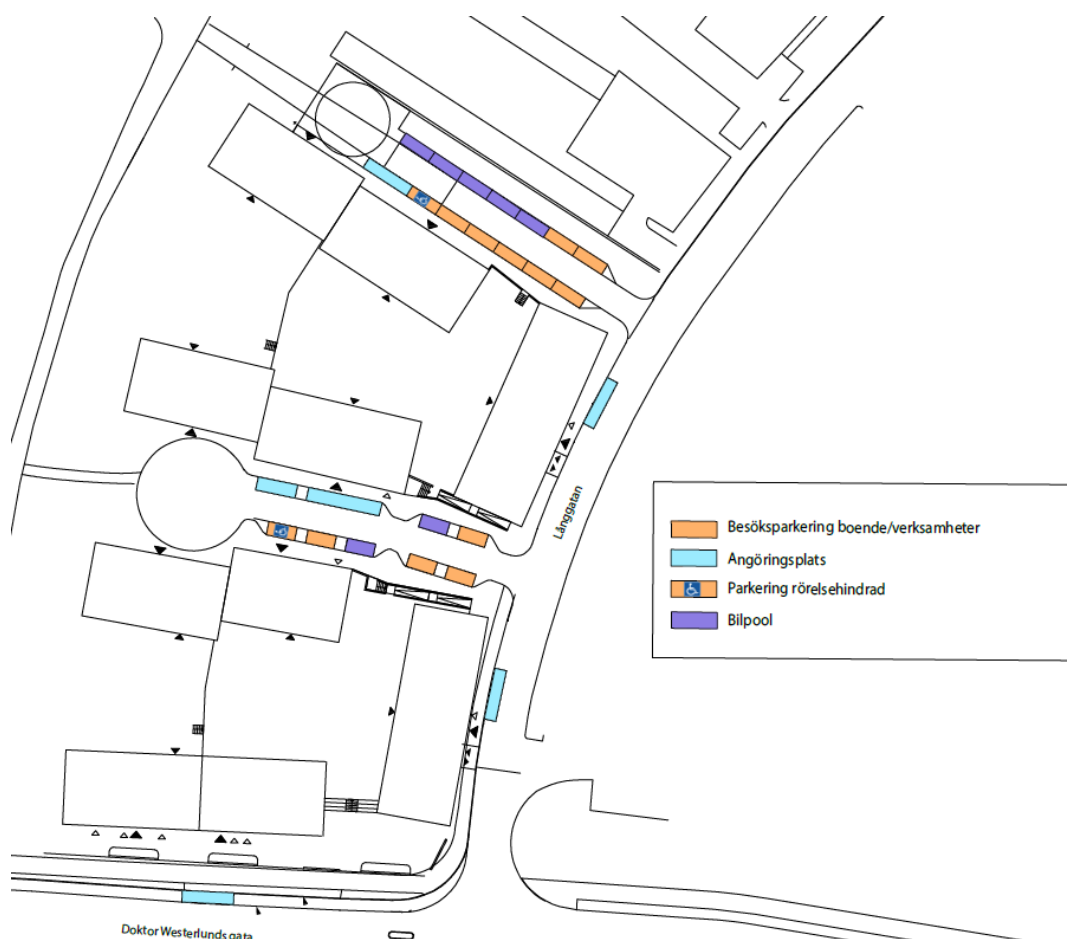 Långgatan
Besöksparkering boende/verksamheter
Angöringsplats
Parkering rörelsehindrad
Bilpool
Doktor Westerlunds gata